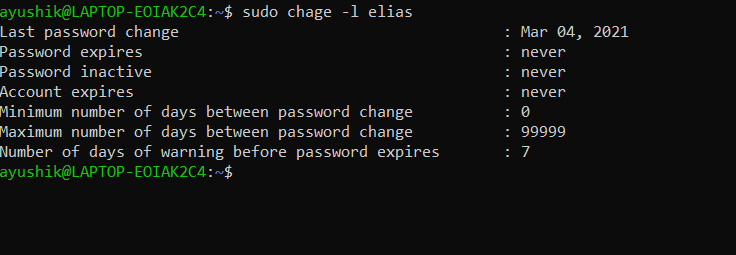 ayushik@LAPTOP-EOIAK2C4:~$ sudo chage -l elias
Last password change : Mar 04, 2021
Password expires : never
Password inactive : never
Account expires : never
Minimum number of days between password change : 0
Maximum number of days between password change : 99999
Number of days of warning before password expires : 7
ayushik@LAPTOP-EOIAK2C4:~$